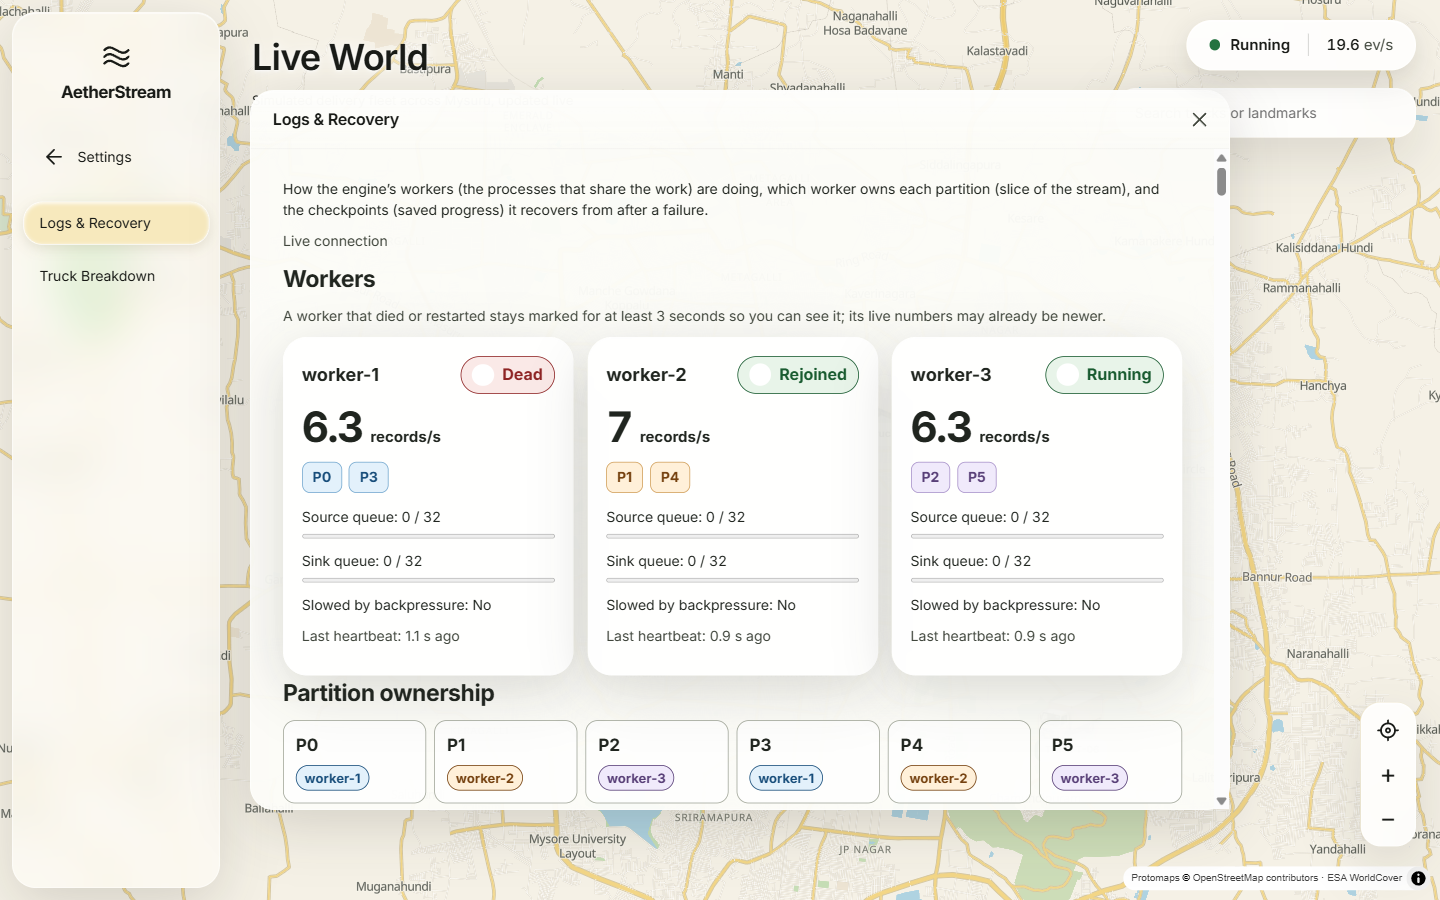 Naganahalli
Hosa Badavane
Kalastavadi
Manti
Shyadanahalli
Live World
Bastipura
Running
19.6 ev/s
or landmarks
AetherStream
Settings
Logs & Recovery
Truck Breakdown
Logs & Recovery
How the engine's workers (the processes that share the work) are doing, which worker owns each partition (slice of the stream), and
the checkpoints (saved progress) it recovers from after a failure.
Live connection
Workers
A worker that died or restarted stays marked for at least 3 seconds so you can see it; its live numbers may already be newer.
worker-1
Dead
6.3 records/s
P0 P3
Source queue: 0 / 32
Sink queue: 0 / 32
Slowed by backpressure: No
Last heartbeat: 1.1 s ago
worker-2
Rejoined
7 records/s
P1 P4
Source queue: 0 / 32
Sink queue: 0 / 32
Slowed by backpressure: No
Last heartbeat: 0.9 s ago
worker-3
Running
6.3 records/s
P2 P5
Source queue: 0 / 32
Sink queue: 0 / 32
Slowed by backpressure: No
Last heartbeat: 0.9 s ago
Partition ownership
P0
worker-1
P1
worker-2
P2
worker-3
P3
worker-1
P4
worker-2
P5
worker-3
Kalisiddana Hundi
Rammanahalli
Hanchya
Road
Bannur Road
Naranahalli
Yandahalli
SRIRAMAPURA
Mysore University
Layout
JP NAGAR
Muganahundi
Protomaps © OpenStreetMap contributors · ESA WorldCover